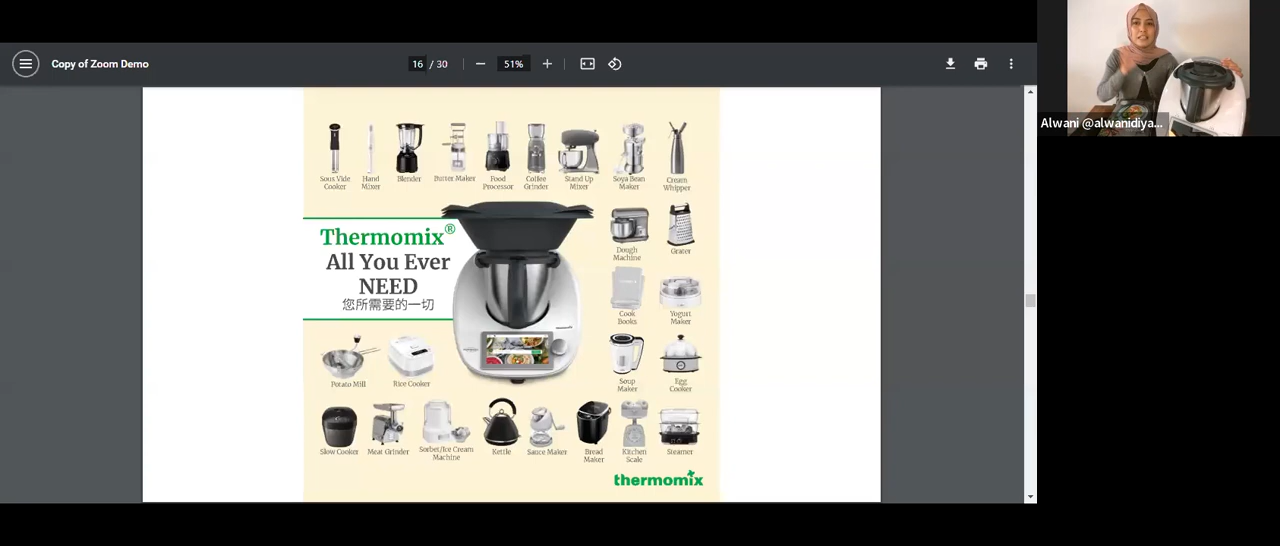 Copy of Zoom Demo
16 / 30
51%
Alwani @alwanidiya...
Sous Vide
Cooker
Hand
Mixer
Blender
Butter Maker
Food
Processor
Coffee
Grinder
Stand Up
Mixer
Soya Bean
Maker
Cream
Whipper
Thermomix®
All You Ever
NEED
您所需要的一切
Dough
Machine
Grater
Cook
Books
Yogurt
Maker
Potato Mill
Rice Cooker
Soup
Maker
Egg
Cooker
Slow Cooker
Meat Grinder
Sorbet/Ice Cream
Machine
Kettle
Sauce Maker
Bread
Maker
Kitchen
Scale
Steamer
thermomix